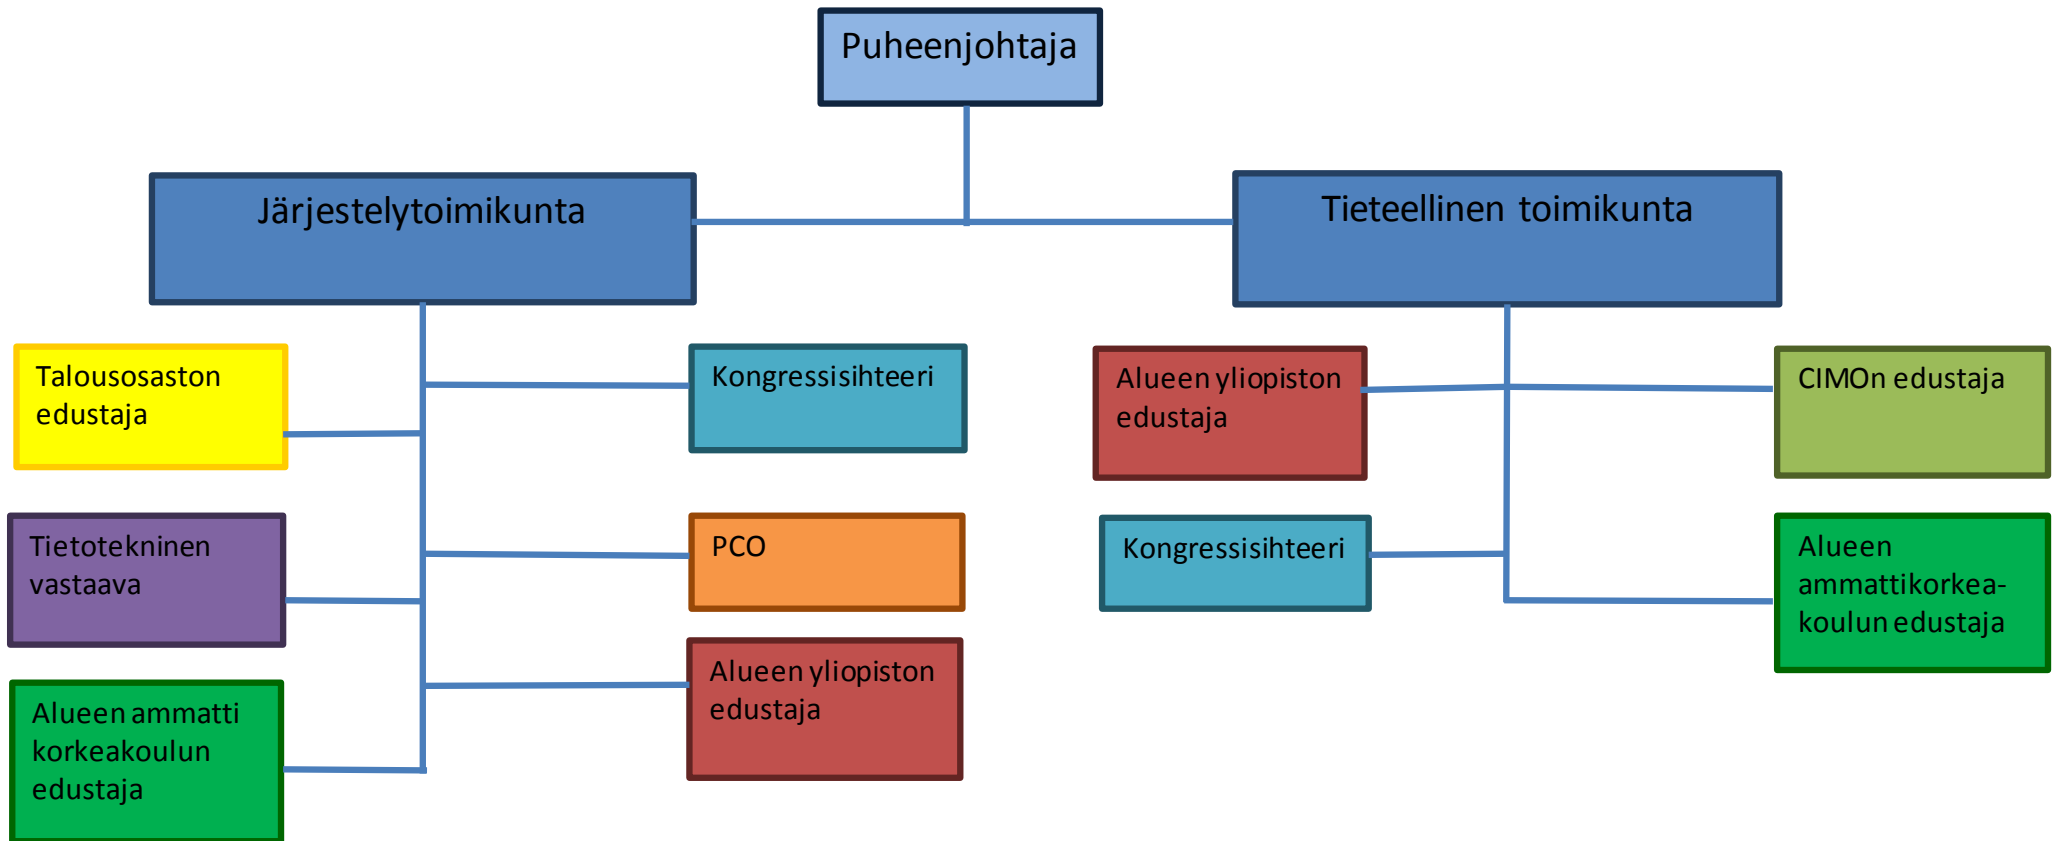 Puheenjohtaja
Järjestelytoimikunta
Tieteellinen toimikunta
Talousosaston
edustaja
Kongressisihteeri
Tietotekninen
vastaava
PCO
Alueen ammatti
korkeakoulun
edustaja
Alueen yliopiston
edustaja
Alueen yliopiston
edustaja
CIMOn edustaja
Kongressisihteeri
Alueen
ammattikorkea-
koulun edustaja